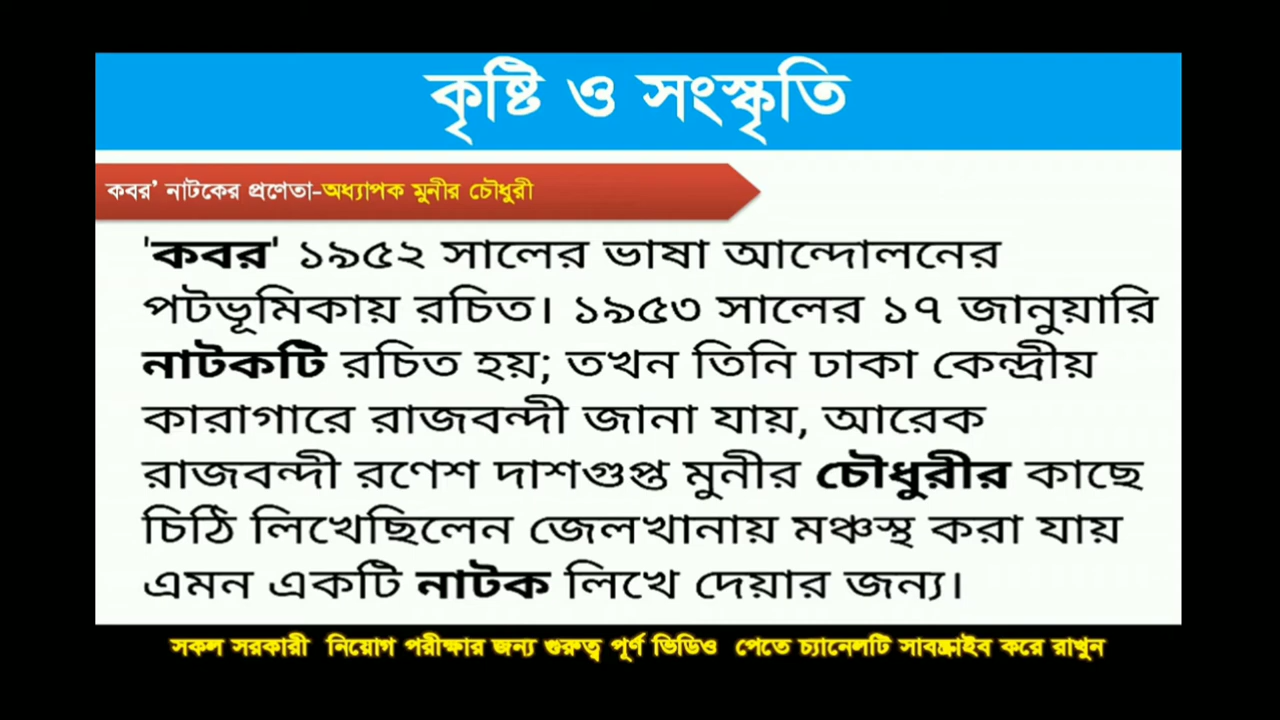 কৃষ্টি ও সংস্কৃতি
কবর’ নাটকের প্রণেতা-অধ্যাপক মুনীর চৌধুরী
'কবর' ১৯৫২ সালের ভাষা আন্দোলনের
পটভূমিকায় রচিত। ১৯৫৩ সালের ১৭ জানুয়ারি
নাটকটি রচিত হয়; তখন তিনি ঢাকা কেন্দ্রীয়
কারাগারে রাজবন্দী জানা যায়, আরেক
রাজবন্দী রণেশ দাশগুপ্ত মুনীর চৌধুরীর কাছে
চিঠি লিখেছিলেন জেলখানায় মঞ্চস্থ করা যায়
এমন একটি নাটক লিখে দেয়ার জন্য।
সকল সরকারী নিয়োগ পরীক্ষার জন্য গুরুত্ব পূর্ণ ভিডিও পেতে চ্যানেলটি সাবস্ক্রাইব করে রাখুন